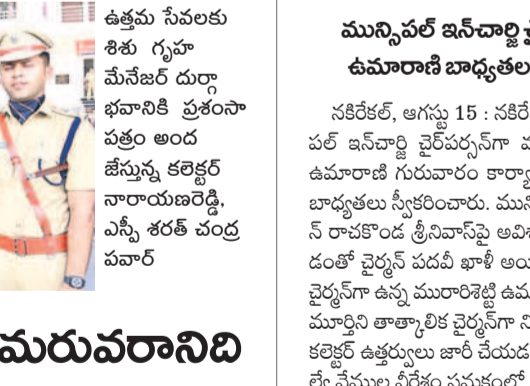 ఉత్తమ సేవలకు
శిశు గృహ
మేనేజర్ దుర్గా
భవానికి ప్రశంసా
పత్రం అంద
జేస్తున్న కలెక్టర్
నారాయణరెడ్డి,
ఎస్పీ శరత్ చంద్ర
పవార్
మరువరానిది
మున్సిపల్ ఇన్‌చార్జి
ఉమారాణి బాధ్యతల
నకిరేకల్, ఆగస్టు 15 : నకిరే
పల్ ఇన్‌చార్జి చైర్‌పర్సన్‌గా
ఉమారాణి గురువారం కార్యా
బాధ్యతలు స్వీకరించారు. ముని
న్ రాచకొండ శ్రీనివాస్‌పై అవిశ
డంతో చైర్మన్ పదవీ ఖాళీ అయ
చైర్మన్‌గా ఉన్న మురారిశెట్టి ఉమ
మూర్తిని తాత్కాలిక చైర్మన్‌గా ని
కలెక్టర్ ఉత్తర్వులు జారీ చేయడ
ల్యే వేముల వీరేశం సమక్షంలో